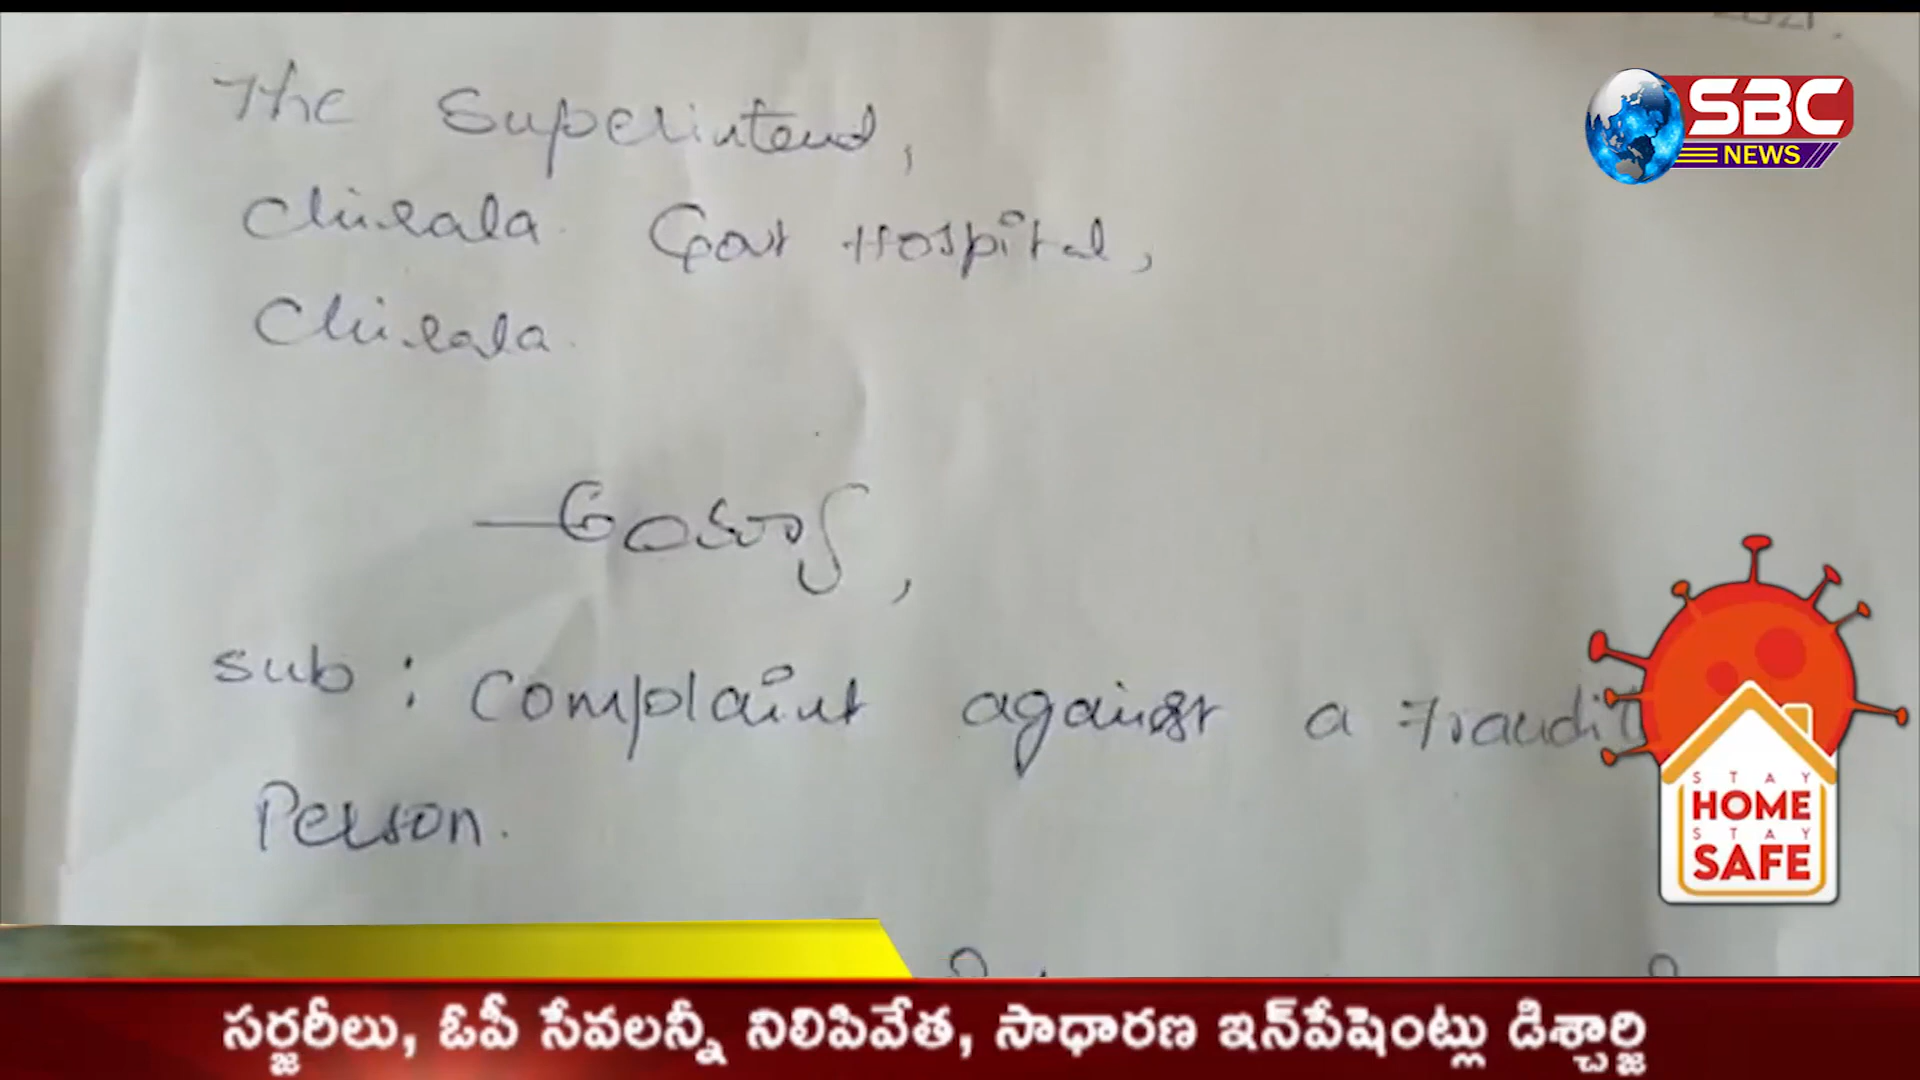 2021.
The Superintend,
Chirala Govt Hospital,
Chirala.
అయ్యా,
sub : Complaint against a
Person.
SBC
NEWS
STAY
HOME
STAY
SAFE
సర్జరీలు, ఓపీ సేవలన్నీ నిలిపివేత, సాధారణ ఇన్‌పేషెంట్లు డిశ్చార్జి